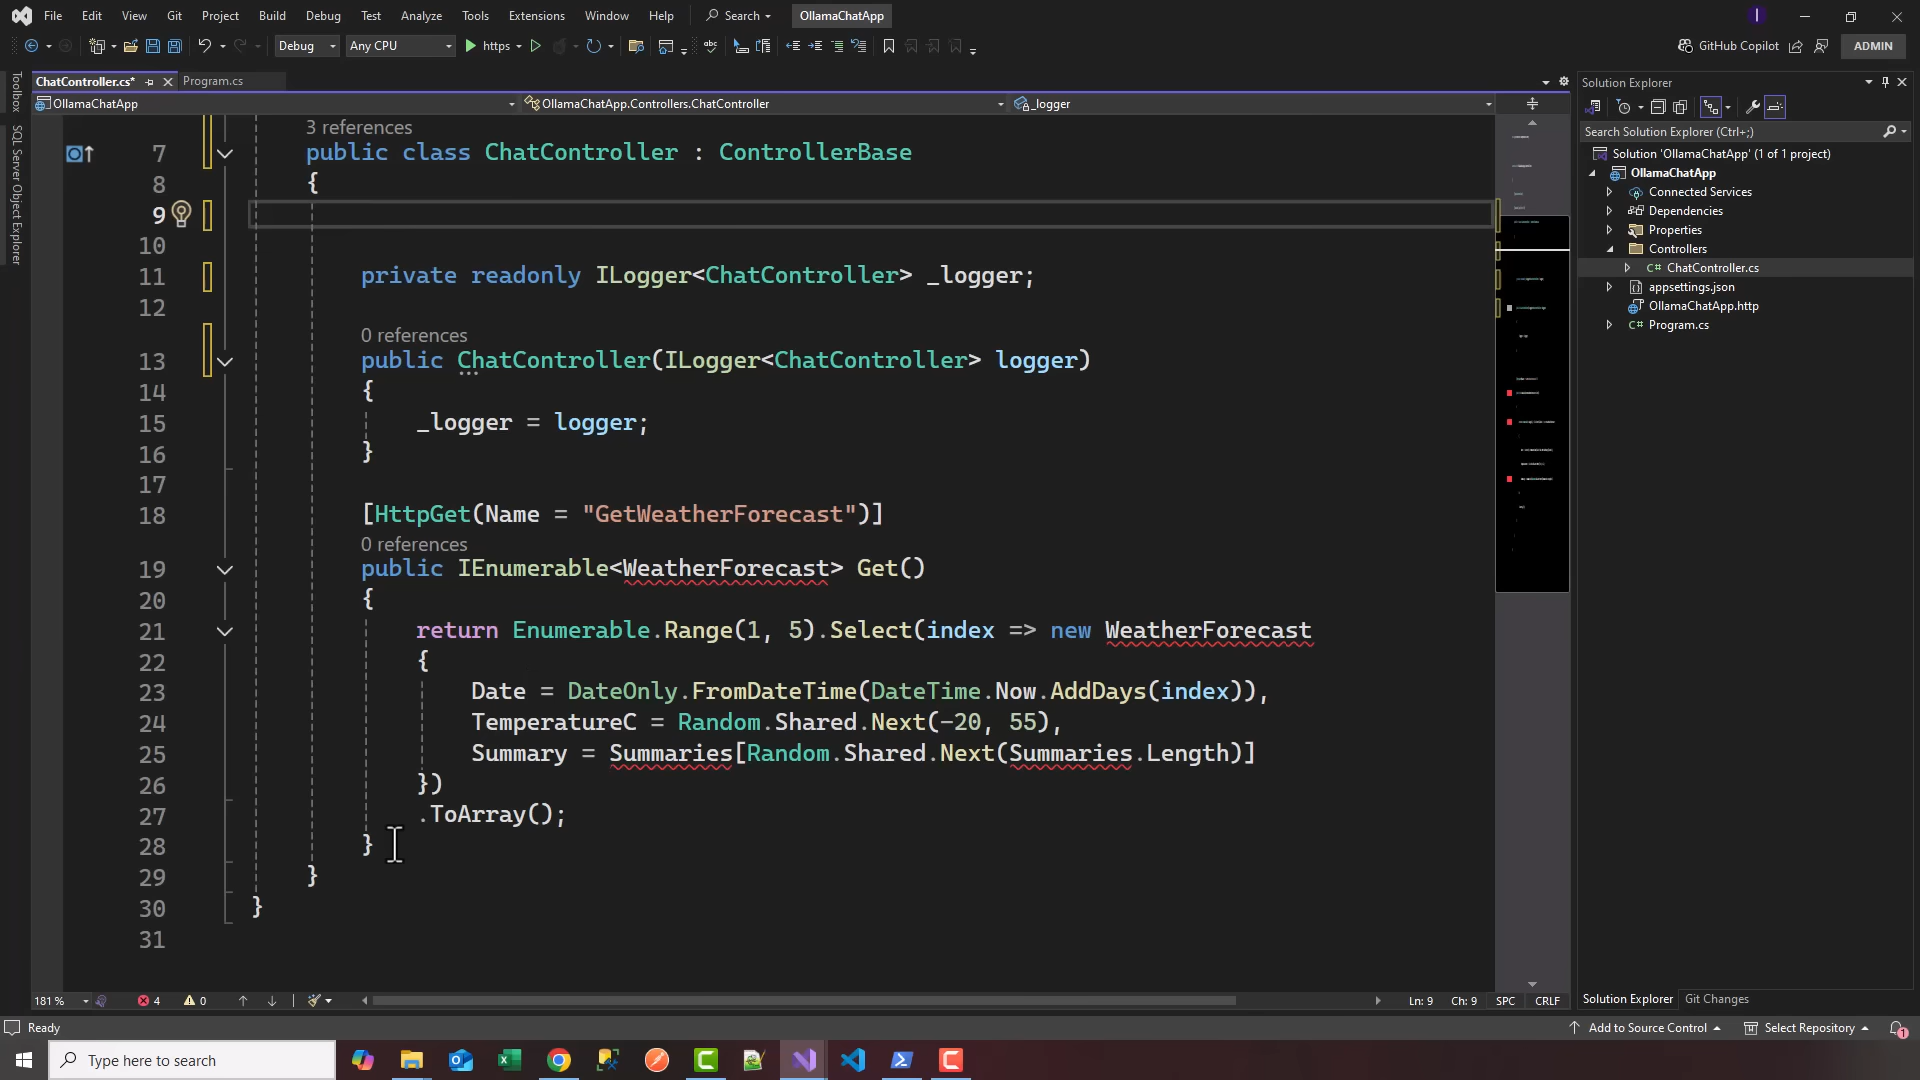 File Edit View Git Project Build Debug Test Analyze Tools Extensions Window Help Search OllamaChatApp
Debug Any CPU https GitHub Copilot ADMIN
ChatController.cs* Program.cs
OllamaChatApp OllamaChatApp.Controllers.ChatController _logger
Toolbox
SQL Server Object Explorer
3 references
7 public class ChatController : ControllerBase
8 {
9
10
11 private readonly ILogger<ChatController> _logger;
12
0 references
13 public ChatController(ILogger<ChatController> logger)
14 {
15 _logger = logger;
16 }
17
18 [HttpGet(Name = "GetWeatherForecast")]
0 references
19 public IEnumerable<WeatherForecast> Get()
20 {
21 return Enumerable.Range(1, 5).Select(index => new WeatherForecast
22 {
23 Date = DateOnly.FromDateTime(DateTime.Now.AddDays(index)),
24 TemperatureC = Random.Shared.Next(-20, 55),
25 Summary = Summaries[Random.Shared.Next(Summaries.Length)]
26 })
27 .ToArray();
28 }
29 }
30 }
31
181 % 4 0 Ln: 9 Ch: 9 SPC CRLF
Solution Explorer
Search Solution Explorer (Ctrl+;)
Solution 'OllamaChatApp' (1 of 1 project)
OllamaChatApp
Connected Services
Dependencies
Properties
Controllers
C# ChatController.cs
appsettings.json
OllamaChatApp.http
C# Program.cs
Solution Explorer Git Changes
Ready Add to Source Control Select Repository 1
Type here to search